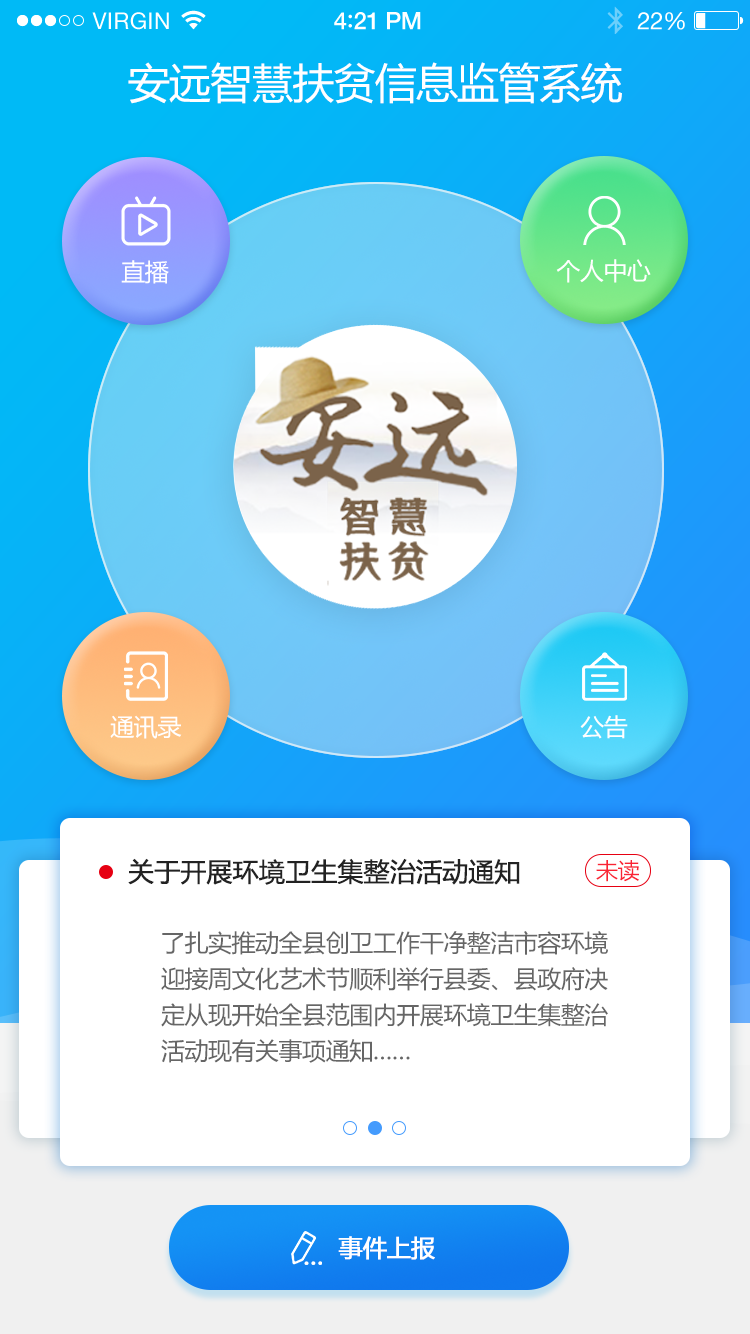 VIRGIN
4:21 PM
22%
安远智慧扶贫信息监管系统
直播
个人中心
安远
智慧
扶贫
通讯录
公告
关于开展环境卫生集整治活动通知
未读
了扎实推动全县创卫工作干净整洁市容环境
迎接周文化艺术节顺利举行县委、县政府决
定从现开始全县范围内开展环境卫生集整治
活动现有关事项通知......
事件上报